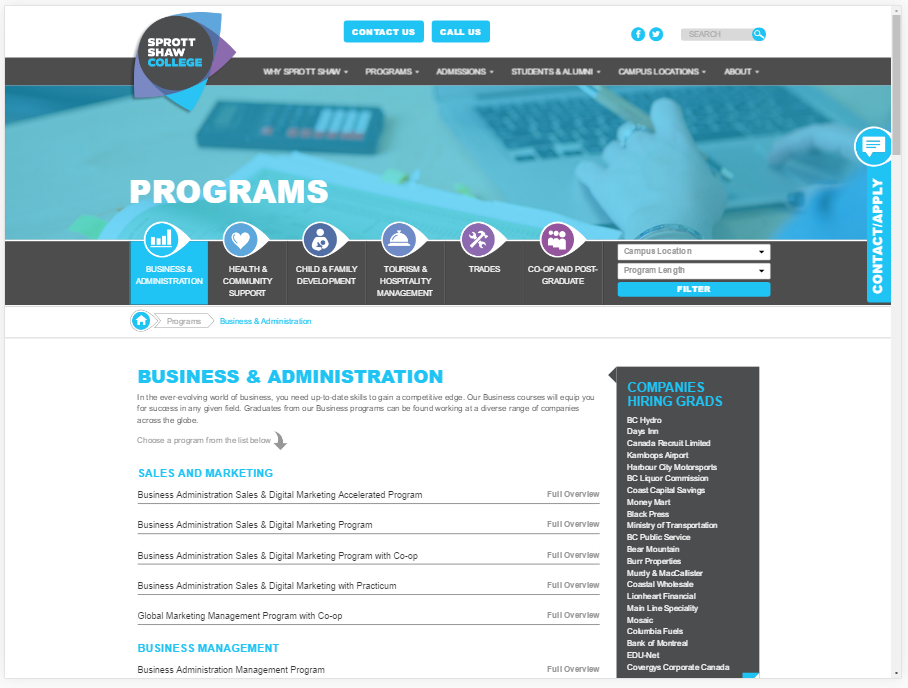 CONTACT US
CALL US
SEARCH
SPROTT
SHAW
COLLEGE
WHY SPROTT SHAW
PROGRAMS
ADMISSIONS
STUDENTS & ALUMNI
CAMPUS LOCATIONS
ABOUT
PROGRAMS
CONTACT/APPLY
BUSINESS &
ADMINISTRATION
HEALTH &
COMMUNITY
SUPPORT
CHILD & FAMILY
DEVELOPMENT
TOURISM &
HOSPITALITY
MANAGEMENT
TRADES
CO-OP AND POST-
GRADUATE
Campus Location
Program Length
FILTER
Programs
Business & Administration
BUSINESS & ADMINISTRATION
In the ever-evolving world of business, you need up-to-date skills to gain a competitive edge. Our Business courses will equip you
for success in any given field. Graduates from our Business programs can be found working at a diverse range of companies
across the globe.
Choose a program from the list below
SALES AND MARKETING
Business Administration Sales & Digital Marketing Accelerated Program Full Overview
Business Administration Sales & Digital Marketing Program Full Overview
Business Administration Sales & Digital Marketing Program with Co-op Full Overview
Business Administration Sales & Digital Marketing with Practicum Full Overview
Global Marketing Management Program with Co-op Full Overview
BUSINESS MANAGEMENT
Business Administration Management Program Full Overview
COMPANIES
HIRING GRADS
BC Hydro
Days Inn
Canada Recruit Limited
Kamloops Airport
Harbour City Motorsports
BC Liquor Commission
Coast Capital Savings
Money Mart
Black Press
Ministry of Transportation
BC Public Service
Bear Mountain
Burr Properties
Murdy & MacCallister
Coastal Wholesale
Lionheart Financial
Main Line Speciality
Mosaic
Columbia Fuels
Bank of Montreal
EDU-Net
Covergys Corporate Canada